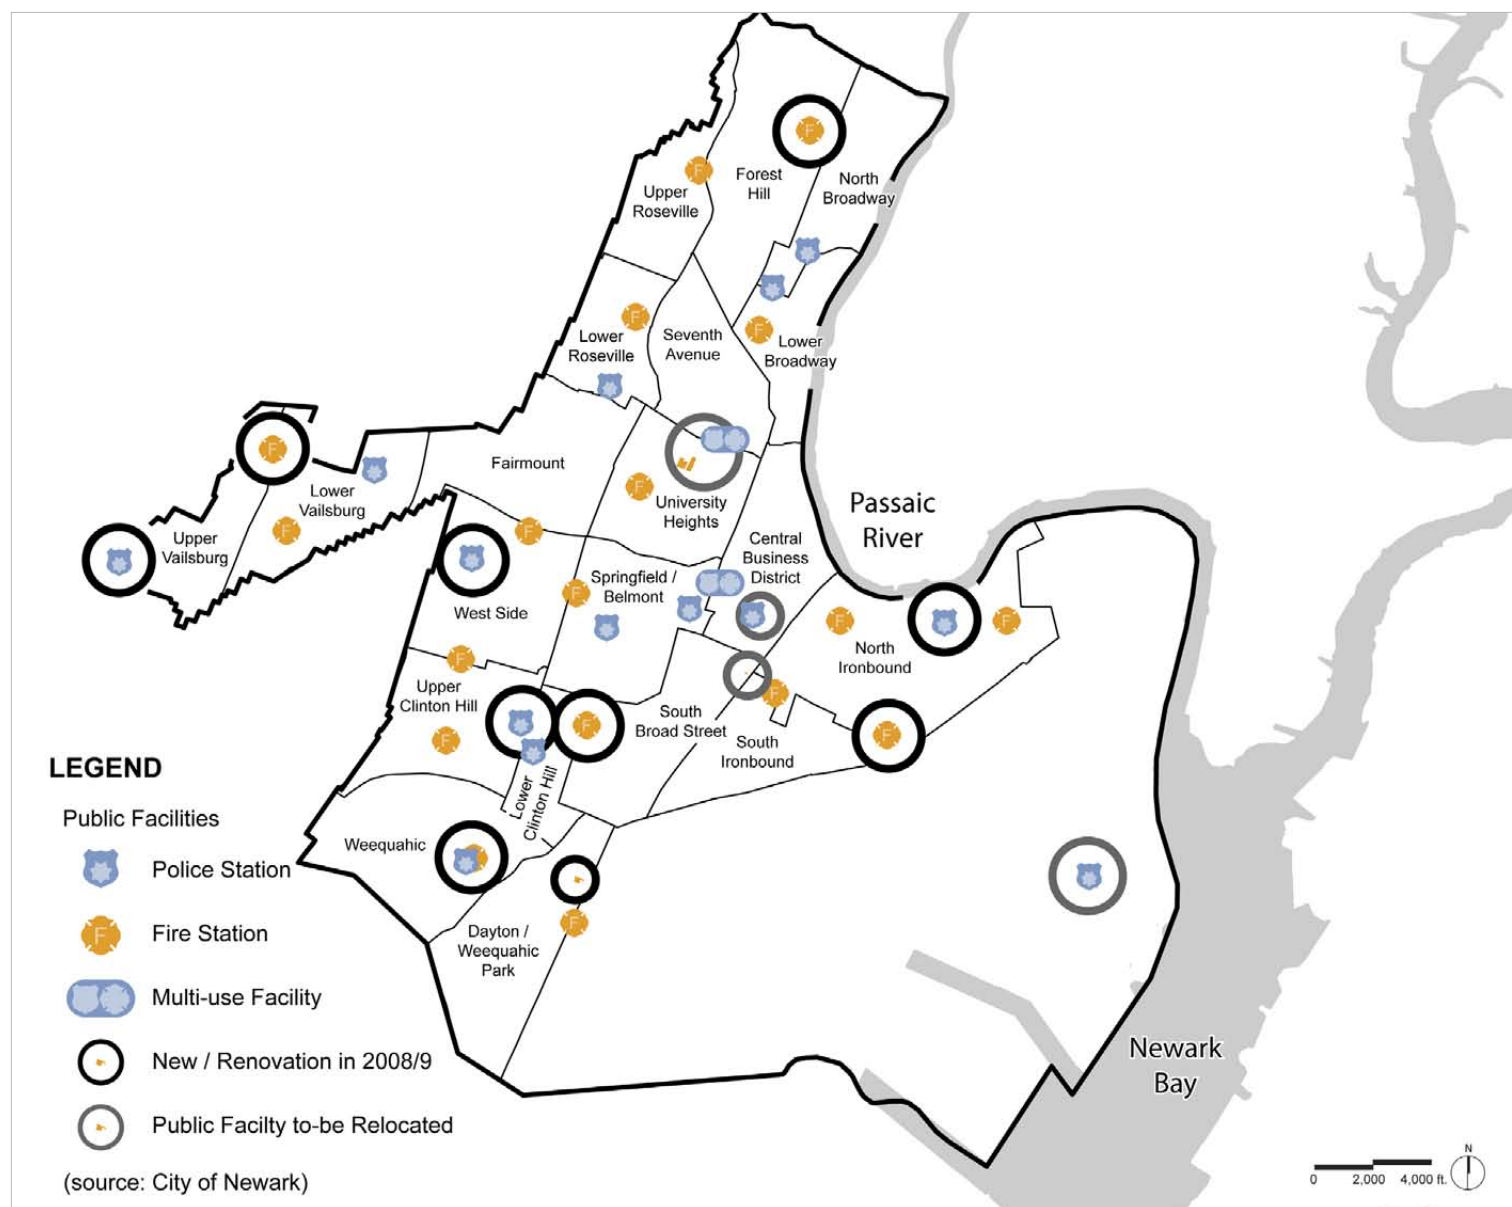 Forest
Hill
North
Broadway
Upper
Roseville
Lower
Roseville
Seventh
Avenue
Lower
Broadway
Fairmount
University
Heights
Lower
Vailsburg
Upper
Vailsburg
Passaic
River
Central
Business
District
Springfield /
Belmont
West Side
North
Ironbound
Upper
Clinton Hill
South
Broad Street
South
Ironbound
Lower
Clinton Hill
Weequahic
Dayton /
Weequahic
Park
Newark
Bay
LEGEND
Public Facilities
Police Station
F
Fire Station
Multi-use Facility
New / Renovation in 2008/9
Public Facilty to-be Relocated
(source: City of Newark)
N
0 2,000 4,000 ft.